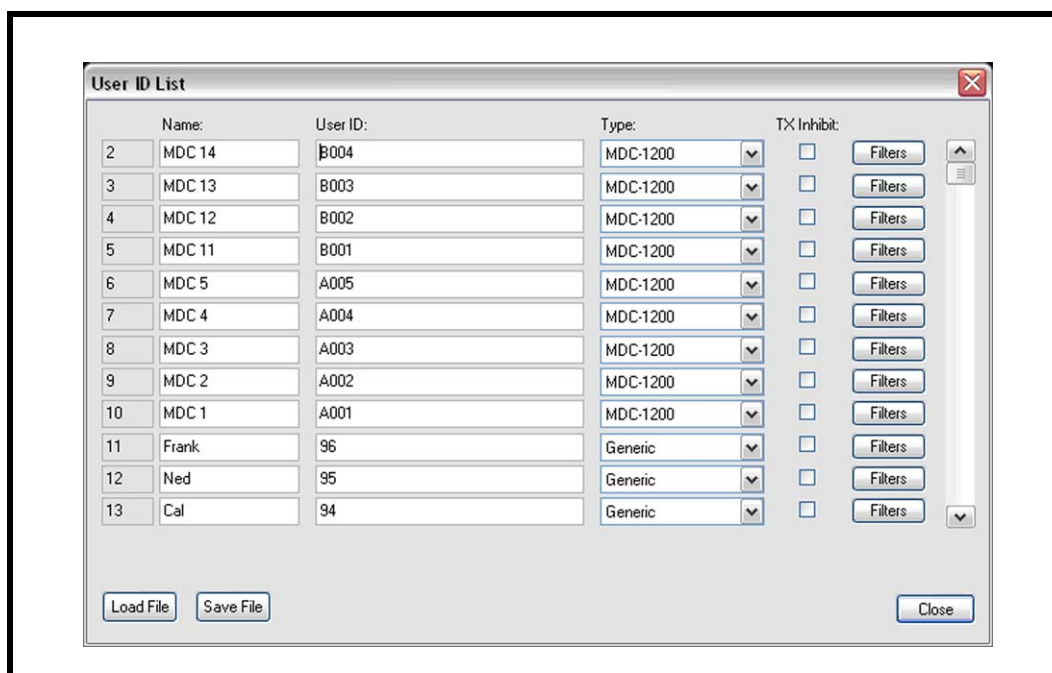 User ID List
Name: User ID: Type: TX Inhibit:
2 MDC 14 B004 MDC-1200 Filters
3 MDC 13 B003 MDC-1200 Filters
4 MDC 12 B002 MDC-1200 Filters
5 MDC 11 B001 MDC-1200 Filters
6 MDC 5 A005 MDC-1200 Filters
7 MDC 4 A004 MDC-1200 Filters
8 MDC 3 A003 MDC-1200 Filters
9 MDC 2 A002 MDC-1200 Filters
10 MDC 1 A001 MDC-1200 Filters
11 Frank 96 Generic Filters
12 Ned 95 Generic Filters
13 Cal 94 Generic Filters
Load File Save File Close